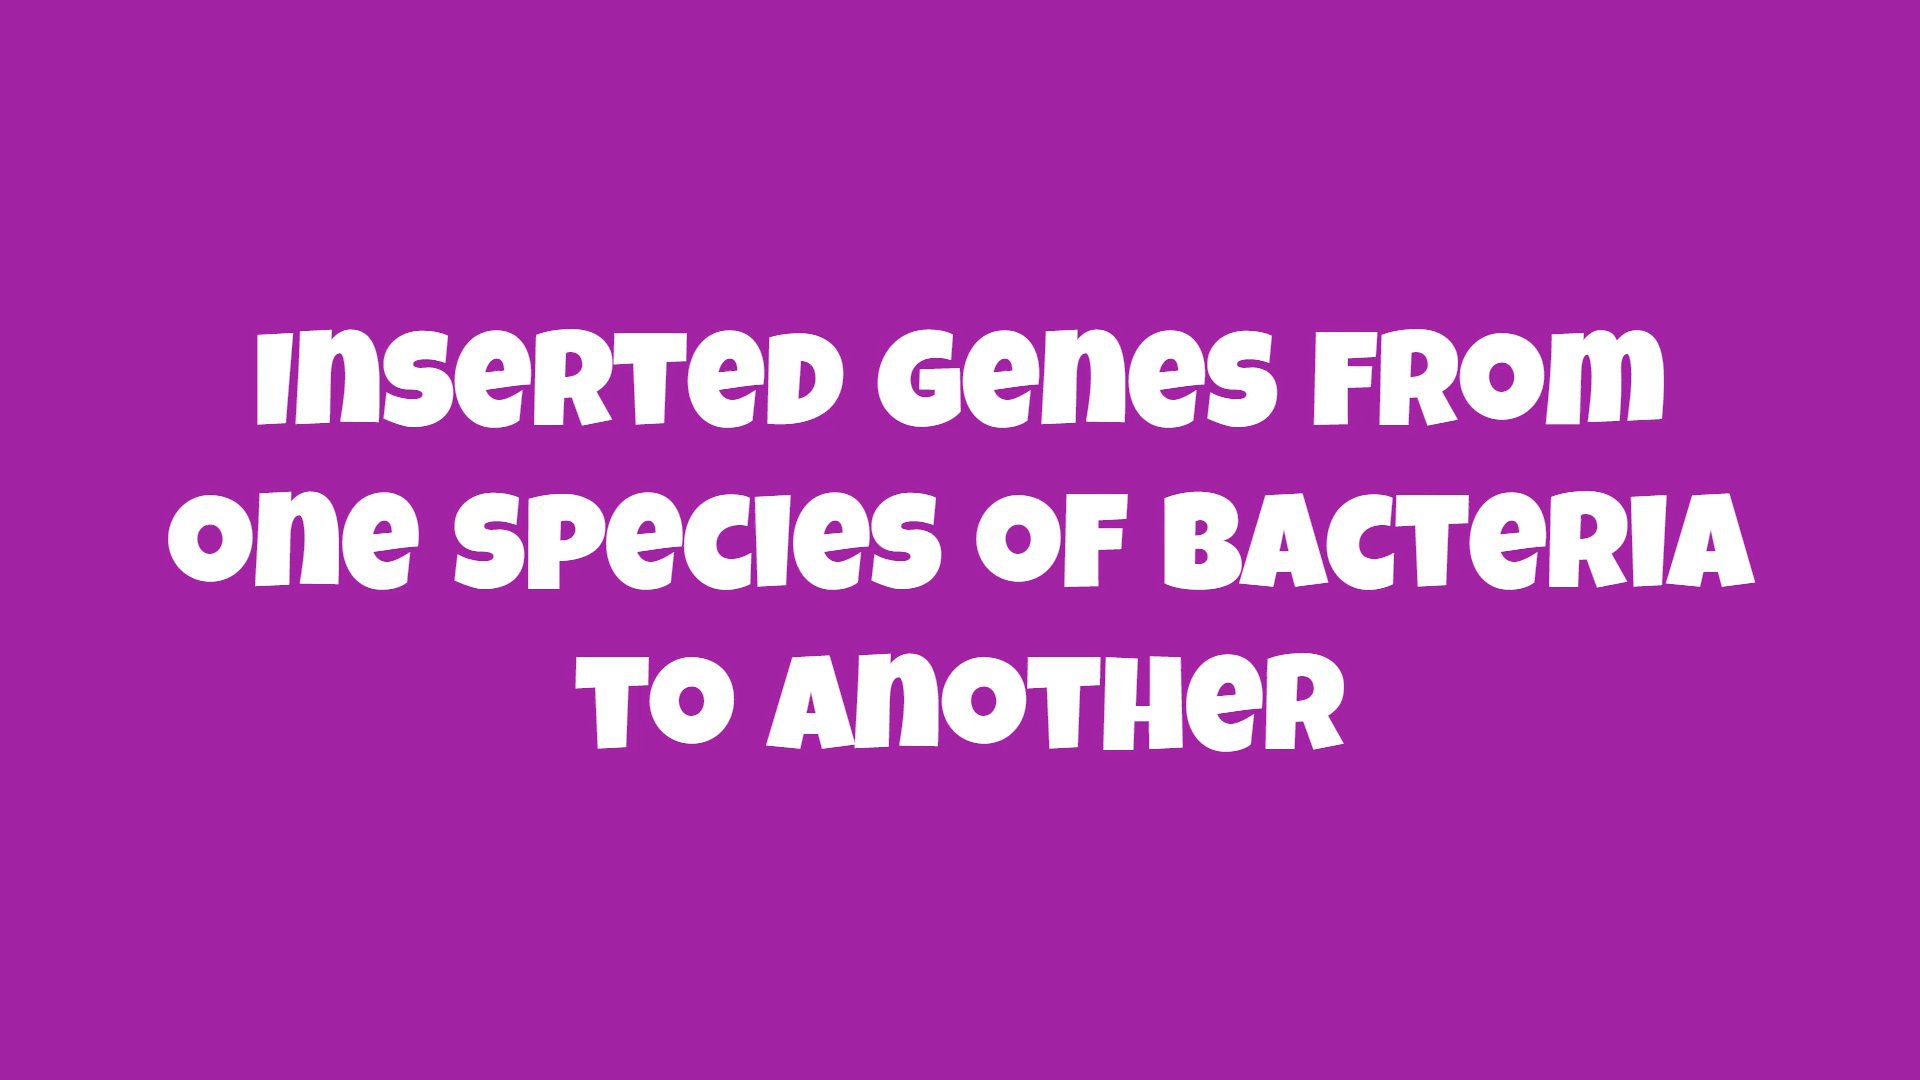 Inserted genes from
one species of bacteria
to another